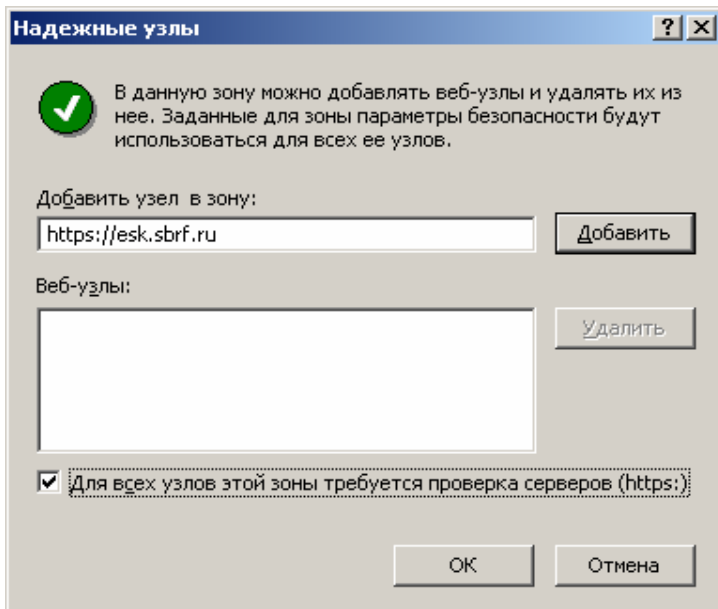 Надежные узлы
В данную зону можно добавлять веб-узлы и удалять их из
нее. Заданные для зоны параметры безопасности будут
использоваться для всех ее узлов.
Добавить узел в зону:
https://esk.sbrf.ru
Добавить
Веб-узлы:
Удалить
Для всех узлов этой зоны требуется проверка серверов (https:)
ОК
Отмена